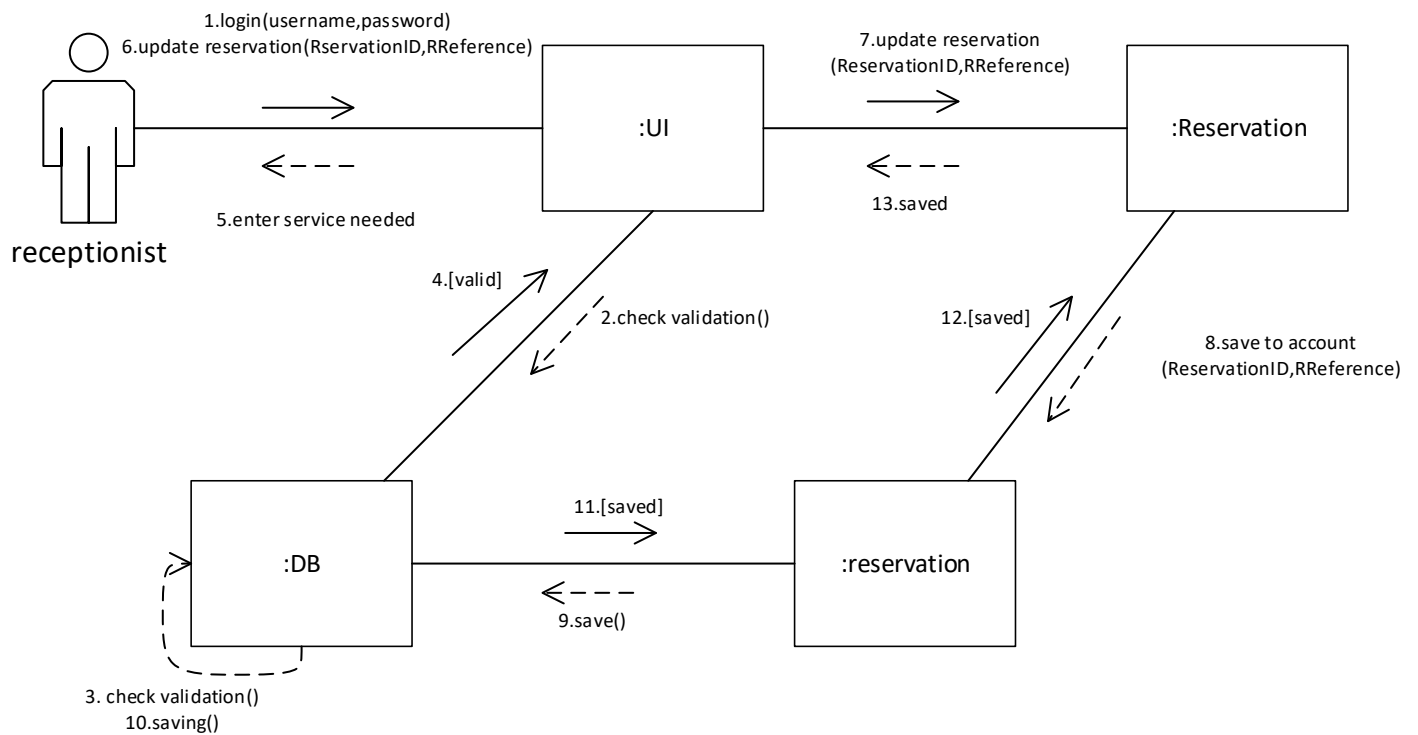 1.login(username,password)
6.update reservation(RservationID,RReference)
7.update reservation
(ReservationID,RReference)
:UI
:Reservation
5.enter service needed
13.saved
receptionist
4.[valid]
2.check validation()
12.[saved]
8.save to account
(ReservationID,RReference)
11.[saved]
:DB
:reservation
9.save()
3. check validation()
10.saving()